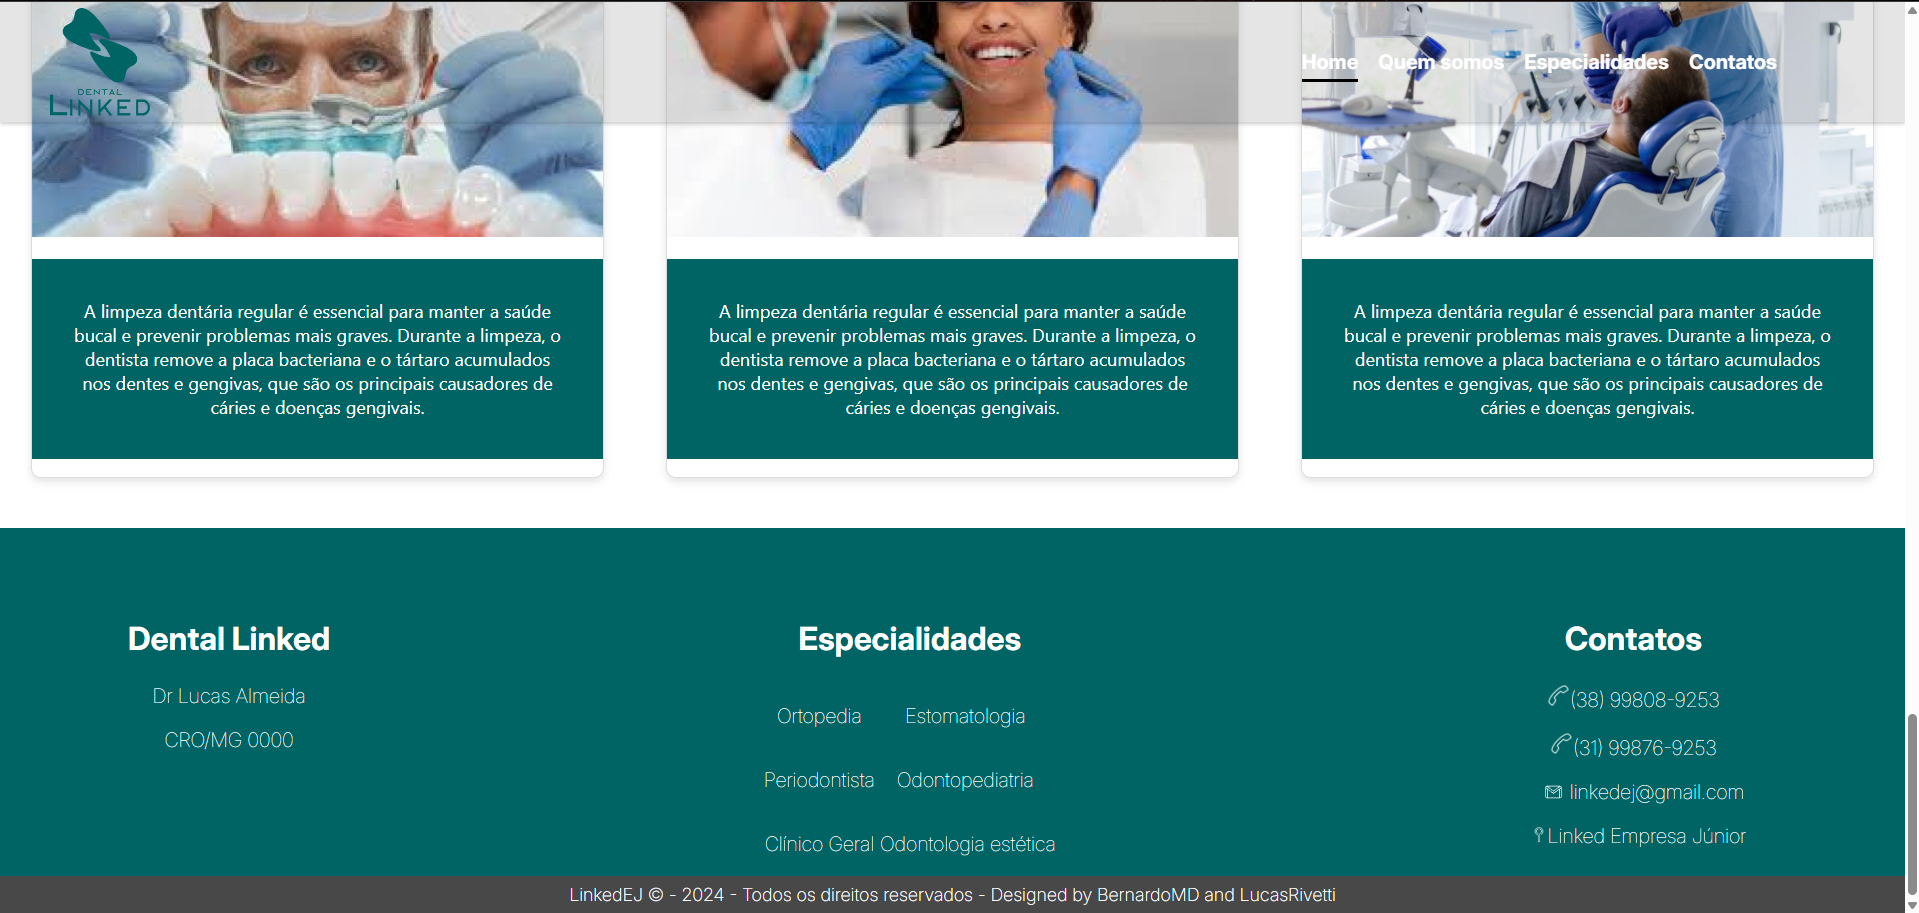 DENTAL
LINKED
Home Quem somos Especialidades Contatos
A limpeza dentária regular é essencial para manter a saúde
bucal e prevenir problemas mais graves. Durante a limpeza, o
dentista remove a placa bacteriana e o tártaro acumulados
nos dentes e gengivas, que são os principais causadores de
cáries e doenças gengivais.
A limpeza dentária regular é essencial para manter a saúde
bucal e prevenir problemas mais graves. Durante a limpeza, o
dentista remove a placa bacteriana e o tártaro acumulados
nos dentes e gengivas, que são os principais causadores de
cáries e doenças gengivais.
A limpeza dentária regular é essencial para manter a saúde
bucal e prevenir problemas mais graves. Durante a limpeza, o
dentista remove a placa bacteriana e o tártaro acumulados
nos dentes e gengivas, que são os principais causadores de
cáries e doenças gengivais.
Dental Linked
Dr Lucas Almeida
CRO/MG 0000
Especialidades
Ortopedia Estomatologia
Periodontista Odontopediatria
Clínico Geral Odontologia estética
Contatos
(38) 99808-9253
(31) 99876-9253
linkedej@gmail.com
Linked Empresa Júnior
LinkedEJ © - 2024 - Todos os direitos reservados - Designed by BernardoMD and LucasRivetti